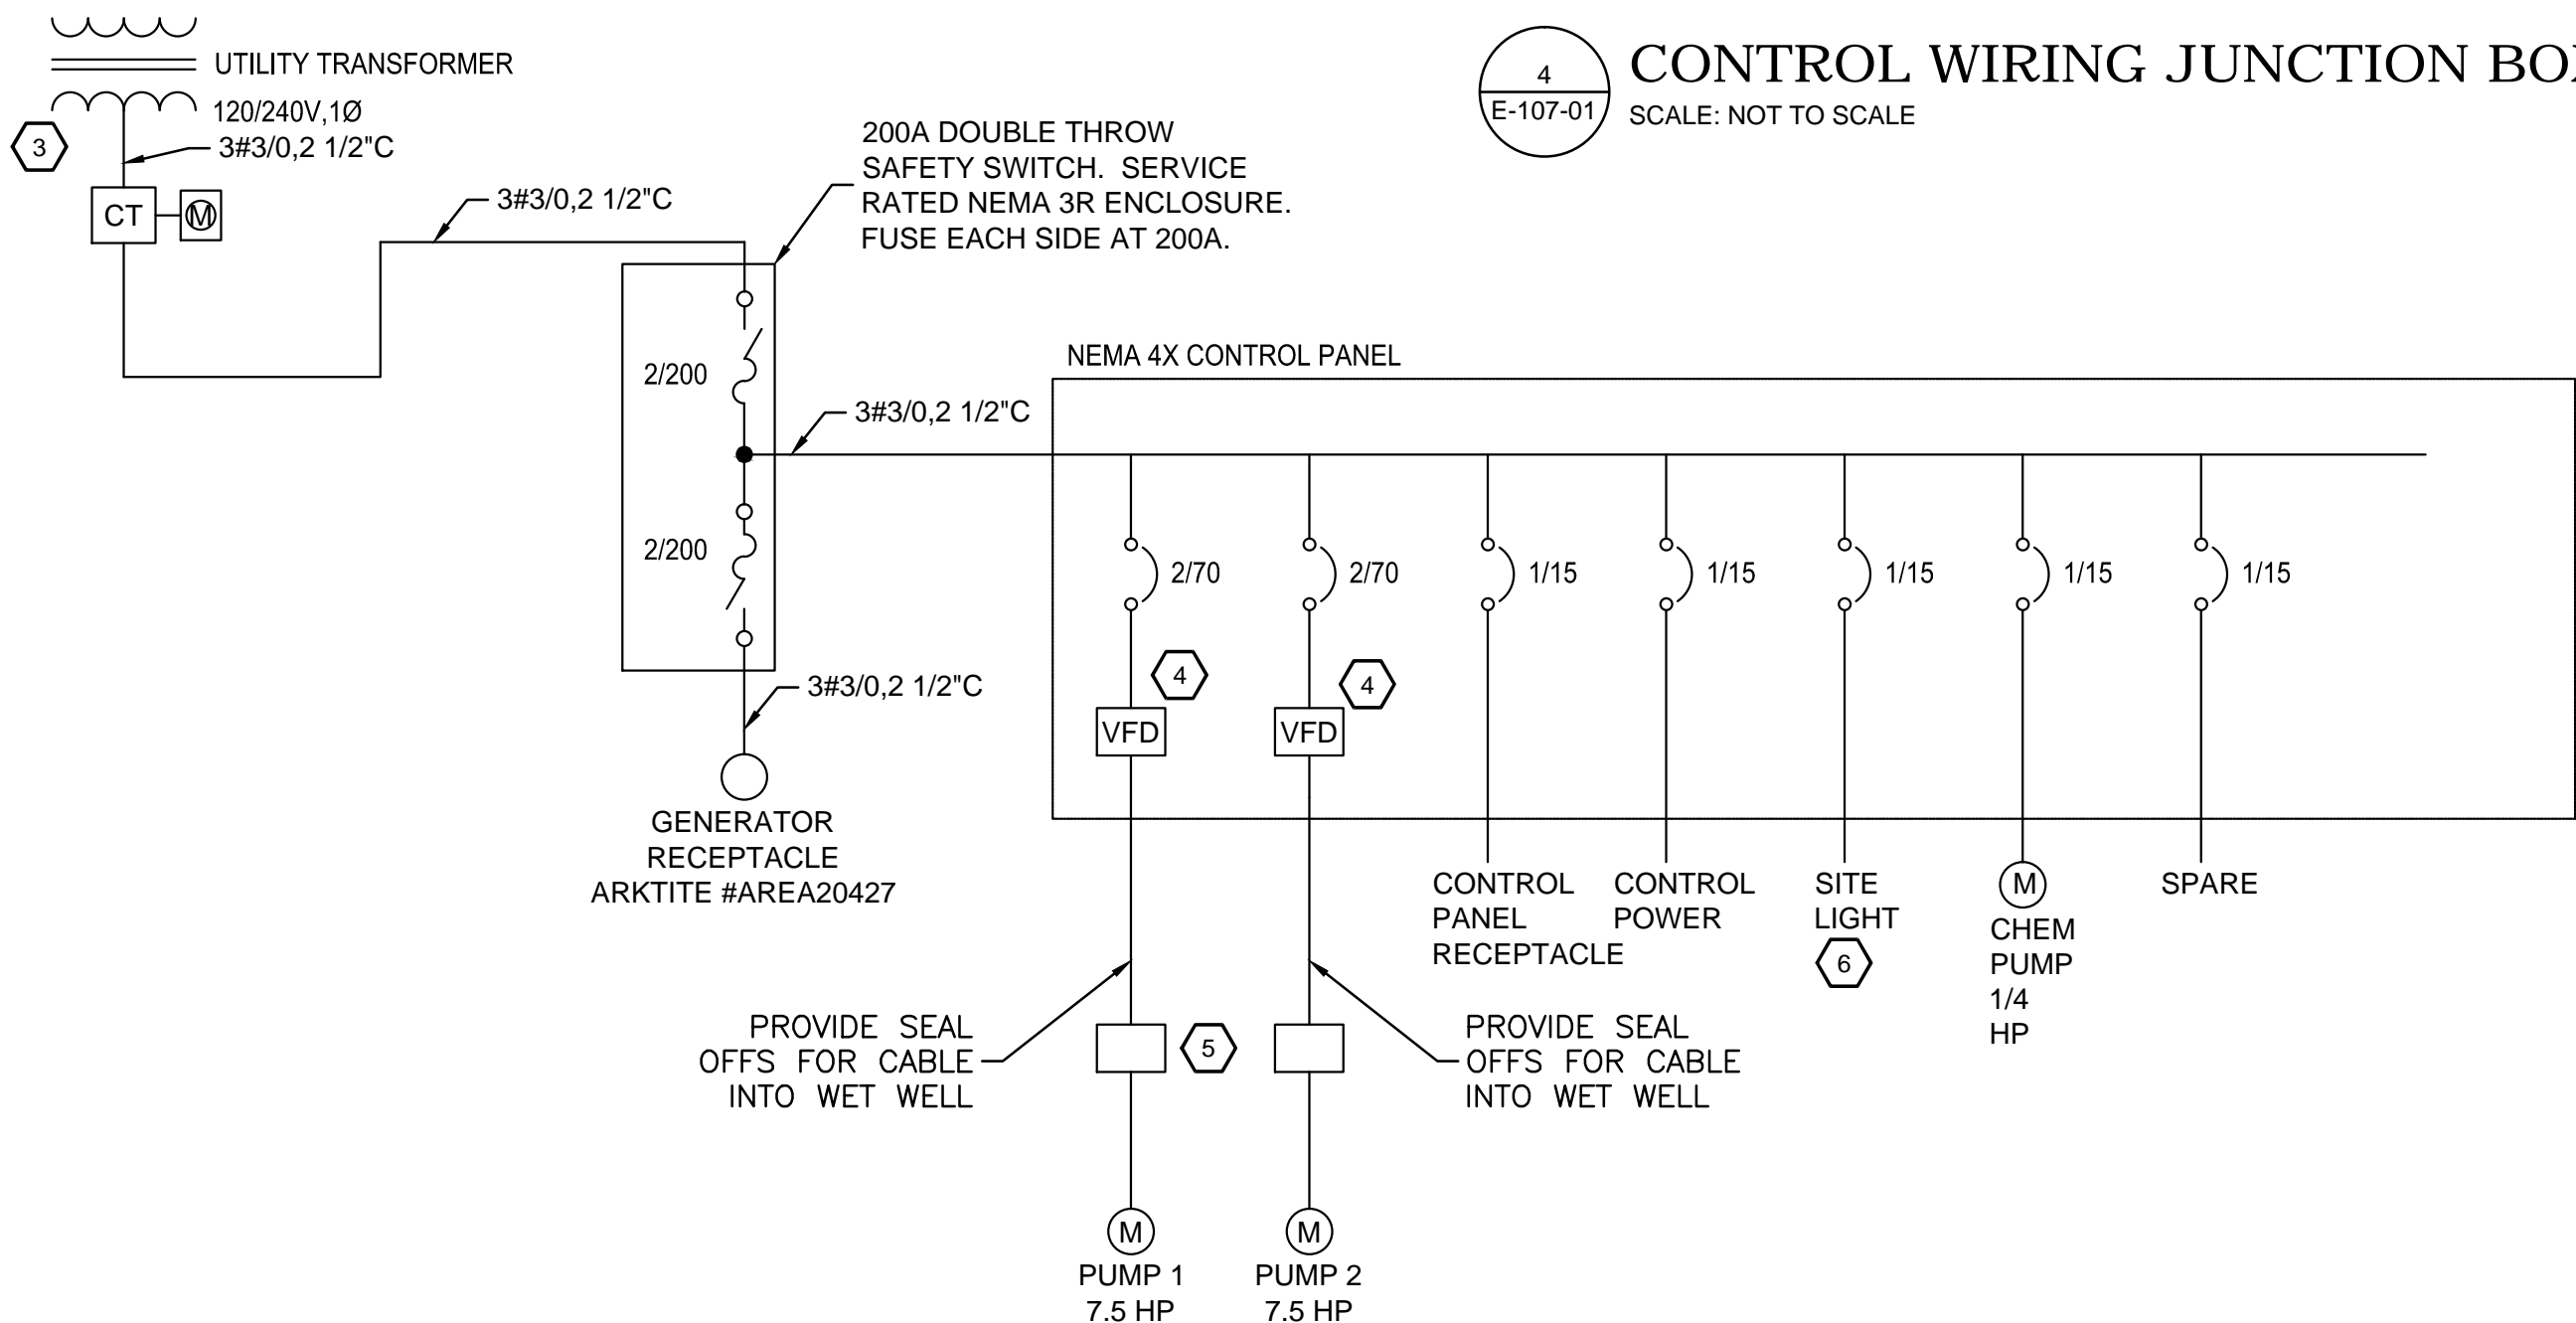 UTILITY TRANSFORMER
120/240V,1Ø
3#3/0,2 1/2"C
3
CT
M
3#3/0,2 1/2"C
200A DOUBLE THROW
SAFETY SWITCH. SERVICE
RATED NEMA 3R ENCLOSURE.
FUSE EACH SIDE AT 200A.
4
E-107-01
CONTROL WIRING JUNCTION BO
SCALE: NOT TO SCALE
2/200
2/200
3#3/0,2 1/2"C
3#3/0,2 1/2"C
GENERATOR
RECEPTACLE
ARKTITE #AREA20427
NEMA 4X CONTROL PANEL
2/70
2/70
1/15
1/15
1/15
1/15
1/15
4
4
VFD
VFD
CONTROL
PANEL
RECEPTACLE
CONTROL
POWER
SITE
LIGHT
6
M
CHEM
PUMP
1/4
HP
SPARE
PROVIDE SEAL
OFFS FOR CABLE
INTO WET WELL
5
PROVIDE SEAL
OFFS FOR CABLE
INTO WET WELL
M
PUMP 1
7.5 HP
M
PUMP 2
7.5 HP